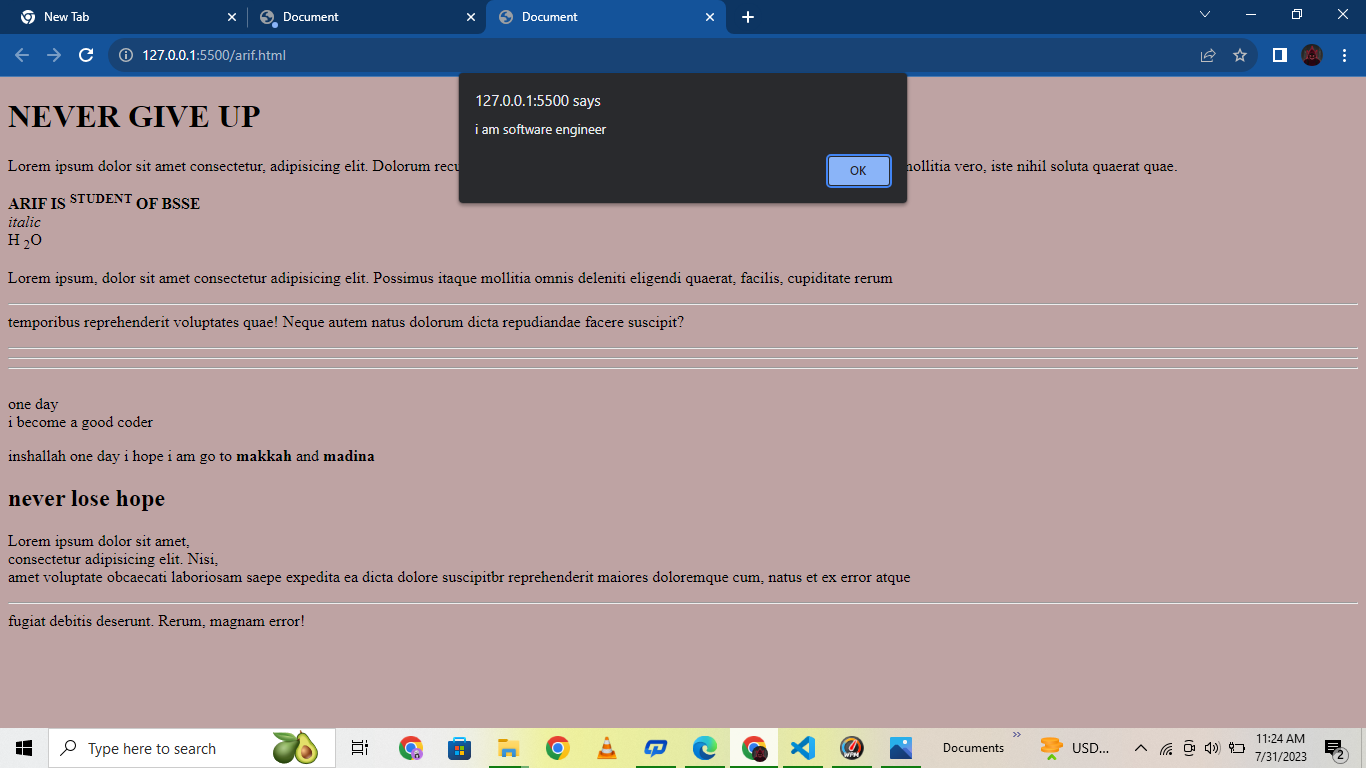 New Tab
Document
Document
127.0.0.1:5500/arif.html
127.0.0.1:5500 says
i am software engineer
OK
NEVER GIVE UP
Lorem ipsum dolor sit amet consectetur, adipisicing elit. Dolorum mollitia vero, iste nihil soluta quaerat quae.
ARIF IS STUDENT OF BSSE
italic
H 2O
Lorem ipsum, dolor sit amet consectetur adipisicing elit. Possimus itaque mollitia omnis deleniti eligendi quaerat, facilis, cupiditate rerum
temporibus reprehenderit voluptates quae! Neque autem natus dolorum dicta repudiandae facere suscipit?
one day
i become a good coder
inshallah one day i hope i am go to makkah and madina
never lose hope
Lorem ipsum dolor sit amet,
consectetur adipisicing elit. Nisi,
amet voluptate obcaecati laboriosam saepe expedita ea dicta dolore suscipitbr reprehenderit maiores doloremque cum, natus et ex error atque
fugiat debitis deserunt. Rerum, magnam error!
Type here to search
WPM
Documents
USD...
11:24 AM
7/31/2023
2